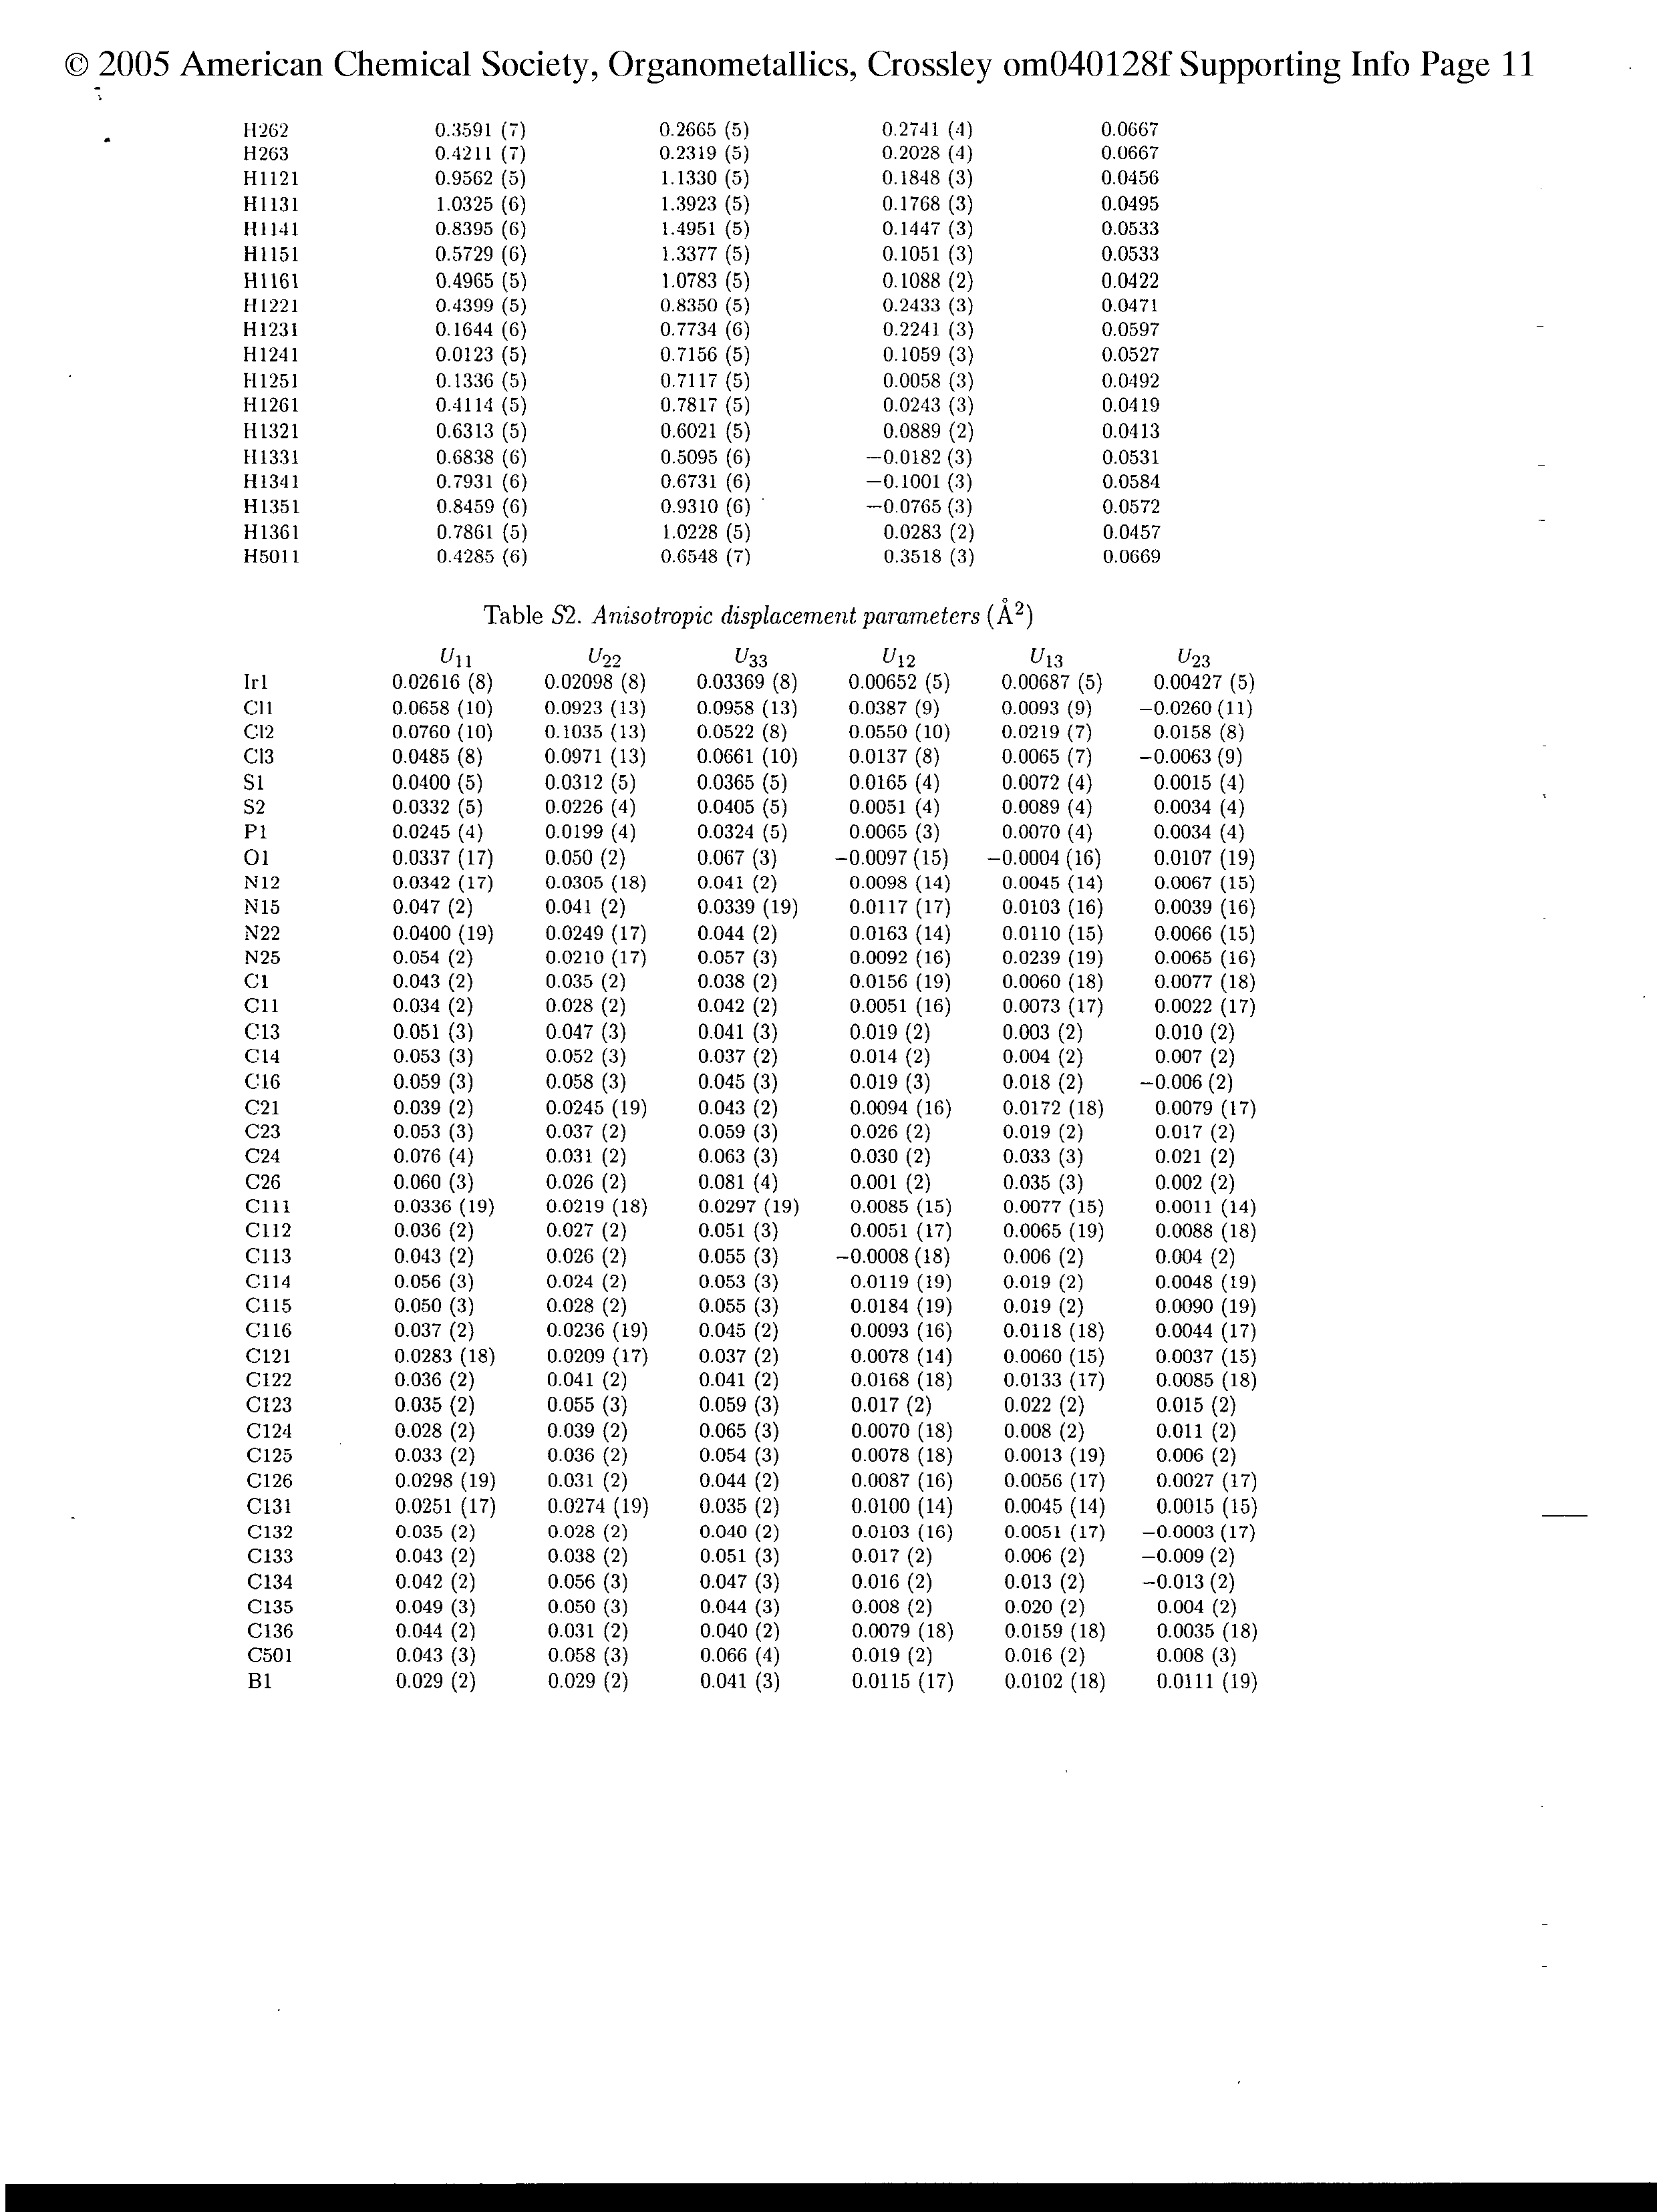 © 2005 American Chemical Society, Organometallics, Crossley om040128f Supporting Info Page 11
H262 0.3591 (7) 0.2665 (5) 0.2741 (4) 0.0667
H263 0.4211 (7) 0.2319 (5) 0.2028 (4) 0.0667
H1121 0.9562 (5) 1.1330 (5) 0.1848 (3) 0.0456
H1131 1.0325 (6) 1.3923 (5) 0.1768 (3) 0.0495
H1141 0.8395 (6) 1.4951 (5) 0.1447 (3) 0.0533
H1151 0.5729 (6) 1.3377 (5) 0.1051 (3) 0.0533
H1161 0.4965 (5) 1.0783 (5) 0.1088 (2) 0.0422
H1221 0.4399 (5) 0.8350 (5) 0.2433 (3) 0.0471
H1231 0.1644 (6) 0.7734 (6) 0.2241 (3) 0.0597
H1241 0.0123 (5) 0.7156 (5) 0.1059 (3) 0.0527
H1251 0.1336 (5) 0.7117 (5) 0.0058 (3) 0.0492
H1261 0.4114 (5) 0.7817 (5) 0.0243 (3) 0.0419
H1321 0.6313 (5) 0.6021 (5) 0.0889 (2) 0.0413
H1331 0.6838 (6) 0.5095 (6) −0.0182 (3) 0.0531
H1341 0.7931 (6) 0.6731 (6) −0.1001 (3) 0.0584
H1351 0.8459 (6) 0.9310 (6) −0.0765 (3) 0.0572
H1361 0.7861 (5) 1.0228 (5) 0.0283 (2) 0.0457
H5011 0.4285 (6) 0.6548 (7) 0.3518 (3) 0.0669
Table S2. Anisotropic displacement parameters (Å²)
U11 U22 U33 U12 U13 U23
Ir1 0.02616 (8) 0.02098 (8) 0.03369 (8) 0.00652 (5) 0.00687 (5) 0.00427 (5)
Cl1 0.0658 (10) 0.0923 (13) 0.0958 (13) 0.0387 (9) 0.0093 (9) −0.0260 (11)
Cl2 0.0760 (10) 0.1035 (13) 0.0522 (8) 0.0550 (10) 0.0219 (7) 0.0158 (8)
Cl3 0.0485 (8) 0.0971 (13) 0.0661 (10) 0.0137 (8) 0.0065 (7) −0.0063 (9)
S1 0.0400 (5) 0.0312 (5) 0.0365 (5) 0.0165 (4) 0.0072 (4) 0.0015 (4)
S2 0.0332 (5) 0.0226 (4) 0.0405 (5) 0.0051 (4) 0.0089 (4) 0.0034 (4)
P1 0.0245 (4) 0.0199 (4) 0.0324 (5) 0.0065 (3) 0.0070 (4) 0.0034 (4)
O1 0.0337 (17) 0.050 (2) 0.067 (3) −0.0097 (15) −0.0004 (16) 0.0107 (19)
N12 0.0342 (17) 0.0305 (18) 0.041 (2) 0.0098 (14) 0.0045 (14) 0.0067 (15)
N15 0.047 (2) 0.041 (2) 0.0339 (19) 0.0117 (17) 0.0103 (16) 0.0039 (16)
N22 0.0400 (19) 0.0249 (17) 0.044 (2) 0.0163 (14) 0.0110 (15) 0.0066 (15)
N25 0.054 (2) 0.0210 (17) 0.057 (3) 0.0092 (16) 0.0239 (19) 0.0065 (16)
C1 0.043 (2) 0.035 (2) 0.038 (2) 0.0156 (19) 0.0060 (18) 0.0077 (18)
C11 0.034 (2) 0.028 (2) 0.042 (2) 0.0051 (16) 0.0073 (17) 0.0022 (17)
C13 0.051 (3) 0.047 (3) 0.041 (3) 0.019 (2) 0.003 (2) 0.010 (2)
C14 0.053 (3) 0.052 (3) 0.037 (2) 0.014 (2) 0.004 (2) 0.007 (2)
C16 0.059 (3) 0.058 (3) 0.045 (3) 0.019 (3) 0.018 (2) −0.006 (2)
C21 0.039 (2) 0.0245 (19) 0.043 (2) 0.0094 (16) 0.0172 (18) 0.0079 (17)
C23 0.053 (3) 0.037 (2) 0.059 (3) 0.026 (2) 0.019 (2) 0.017 (2)
C24 0.076 (4) 0.031 (2) 0.063 (3) 0.030 (2) 0.033 (3) 0.021 (2)
C26 0.060 (3) 0.026 (2) 0.081 (4) 0.001 (2) 0.035 (3) 0.002 (2)
C111 0.0336 (19) 0.0219 (18) 0.0297 (19) 0.0085 (15) 0.0077 (15) 0.0011 (14)
C112 0.036 (2) 0.027 (2) 0.051 (3) 0.0051 (17) 0.0065 (19) 0.0088 (18)
C113 0.043 (2) 0.026 (2) 0.055 (3) −0.0008 (18) 0.006 (2) 0.004 (2)
C114 0.056 (3) 0.024 (2) 0.053 (3) 0.0119 (19) 0.019 (2) 0.0048 (19)
C115 0.050 (3) 0.028 (2) 0.055 (3) 0.0184 (19) 0.019 (2) 0.0090 (19)
C116 0.037 (2) 0.0236 (19) 0.045 (2) 0.0093 (16) 0.0118 (18) 0.0044 (17)
C121 0.0283 (18) 0.0209 (17) 0.037 (2) 0.0078 (14) 0.0060 (15) 0.0037 (15)
C122 0.036 (2) 0.041 (2) 0.041 (2) 0.0168 (18) 0.0133 (17) 0.0085 (18)
C123 0.035 (2) 0.055 (3) 0.059 (3) 0.017 (2) 0.022 (2) 0.015 (2)
C124 0.028 (2) 0.039 (2) 0.065 (3) 0.0070 (18) 0.008 (2) 0.011 (2)
C125 0.033 (2) 0.036 (2) 0.054 (3) 0.0078 (18) 0.0013 (19) 0.006 (2)
C126 0.0298 (19) 0.031 (2) 0.044 (2) 0.0087 (16) 0.0056 (17) 0.0027 (17)
C131 0.0251 (17) 0.0274 (19) 0.035 (2) 0.0100 (14) 0.0045 (14) 0.0015 (15)
C132 0.035 (2) 0.028 (2) 0.040 (2) 0.0103 (16) 0.0051 (17) −0.0003 (17)
C133 0.043 (2) 0.038 (2) 0.051 (3) 0.017 (2) 0.006 (2) −0.009 (2)
C134 0.042 (2) 0.056 (3) 0.047 (3) 0.016 (2) 0.013 (2) −0.013 (2)
C135 0.049 (3) 0.050 (3) 0.044 (3) 0.008 (2) 0.020 (2) 0.004 (2)
C136 0.044 (2) 0.031 (2) 0.040 (2) 0.0079 (18) 0.0159 (18) 0.0035 (18)
C501 0.043 (3) 0.058 (3) 0.066 (4) 0.019 (2) 0.016 (2) 0.008 (3)
B1 0.029 (2) 0.029 (2) 0.041 (3) 0.0115 (17) 0.0102 (18) 0.0111 (19)